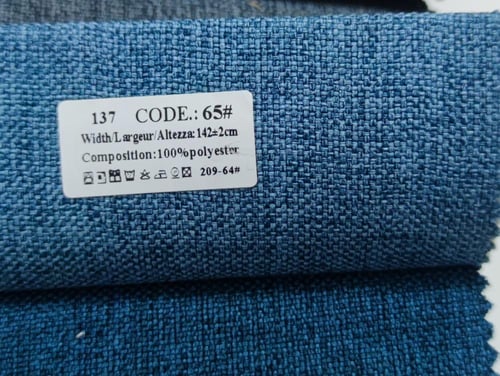 137 CODE.: 65#
Width/Largeur/Altezza:142±2cm
Composition:100%polyester
209-64#